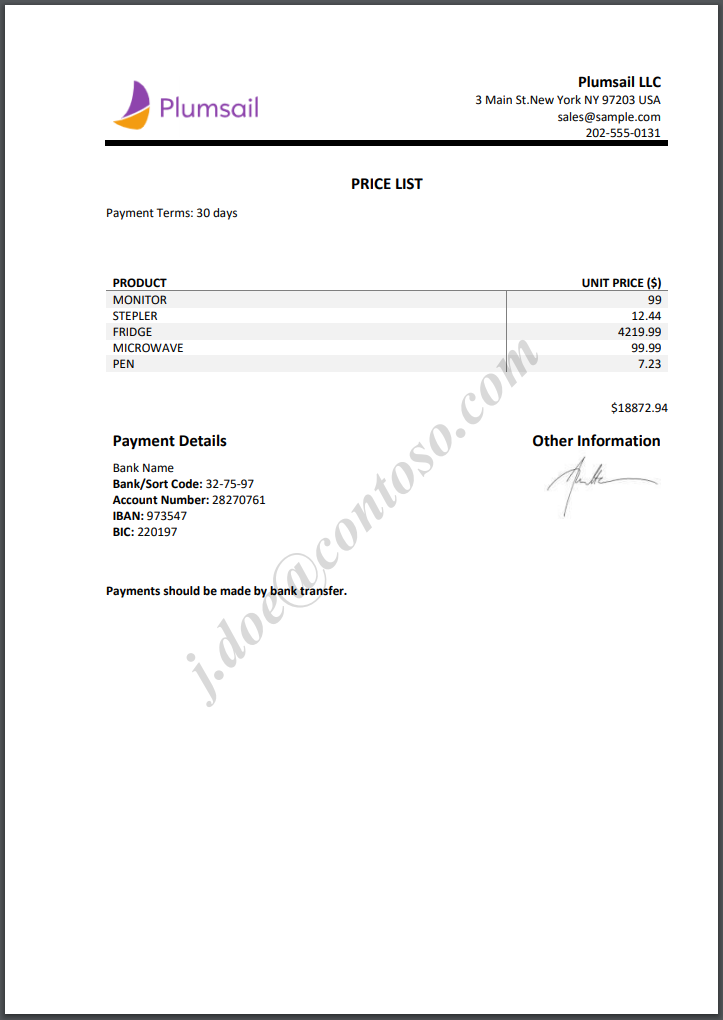 Plumsail
Plumsail LLC
3 Main St.New York NY 97203 USA
sales@sample.com
202-555-0131
PRICE LIST
Payment Terms: 30 days
PRODUCT UNIT PRICE ($)
MONITOR 99
STEPLER 12.44
FRIDGE 4219.99
MICROWAVE 99.99
PEN 7.23
$18872.94
Payment Details Other Information
Bank Name
Bank/Sort Code: 32-75-97
Account Number: 28270761
IBAN: 973547
BIC: 220197
Payments should be made by bank transfer.
j.doe@contoso.com